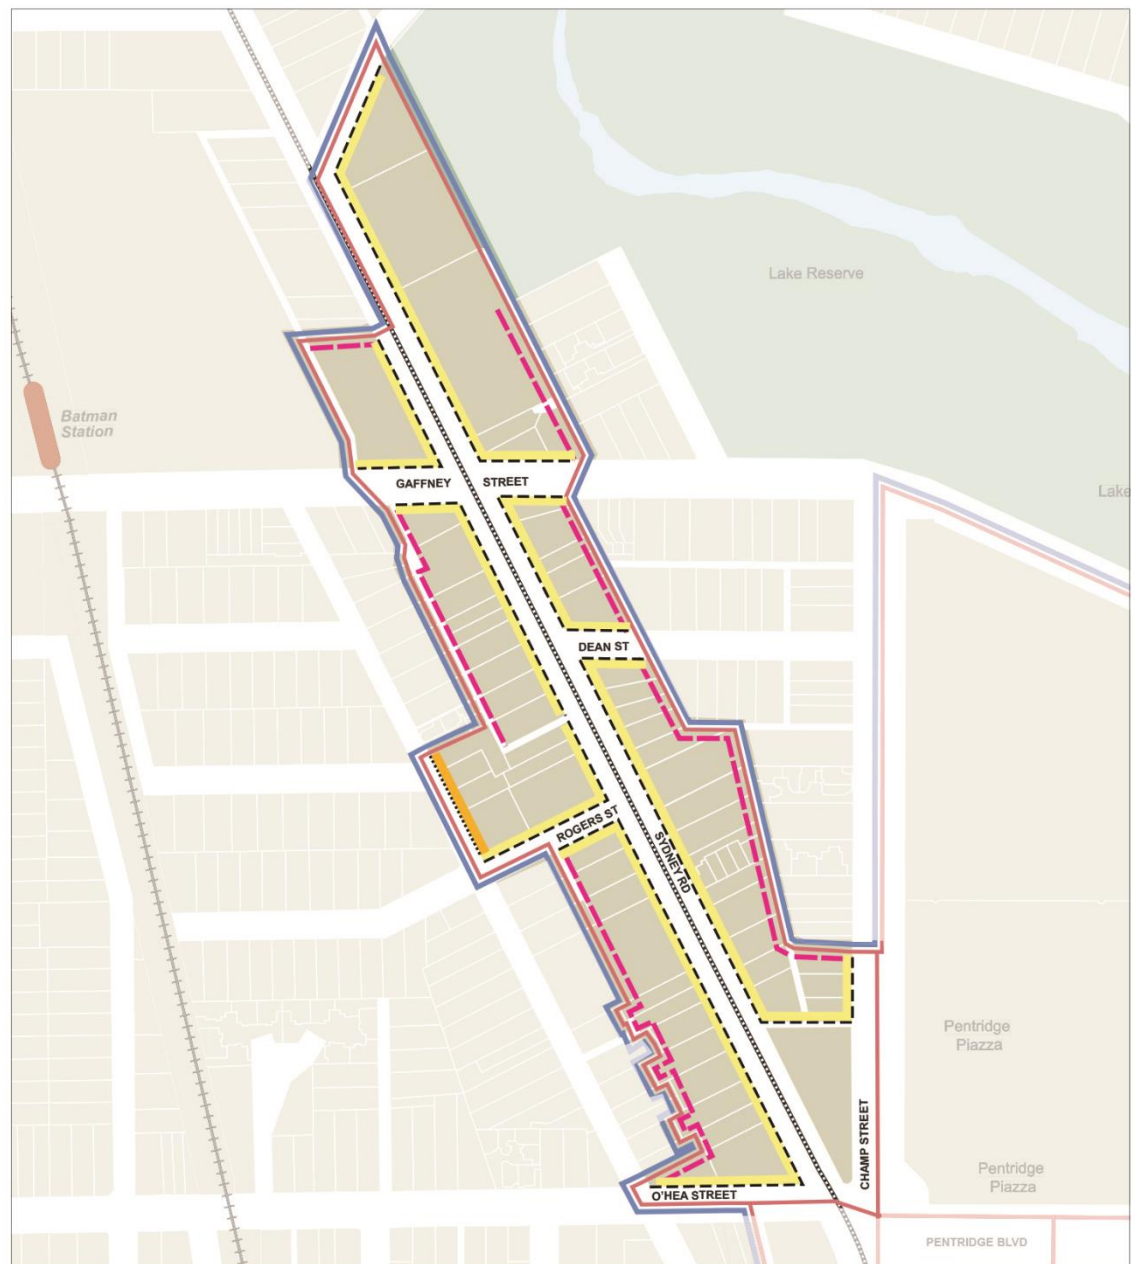 Lake Reserve
Batman
Station
GAFFNEY STREET
Lake
DEAN ST
ROGERS ST
SYDNEY RD
Pentridge
Piazza
CHAMP STREET
Pentridge
Piazza
O'HEA STREET
PENTRIDGE BLVD